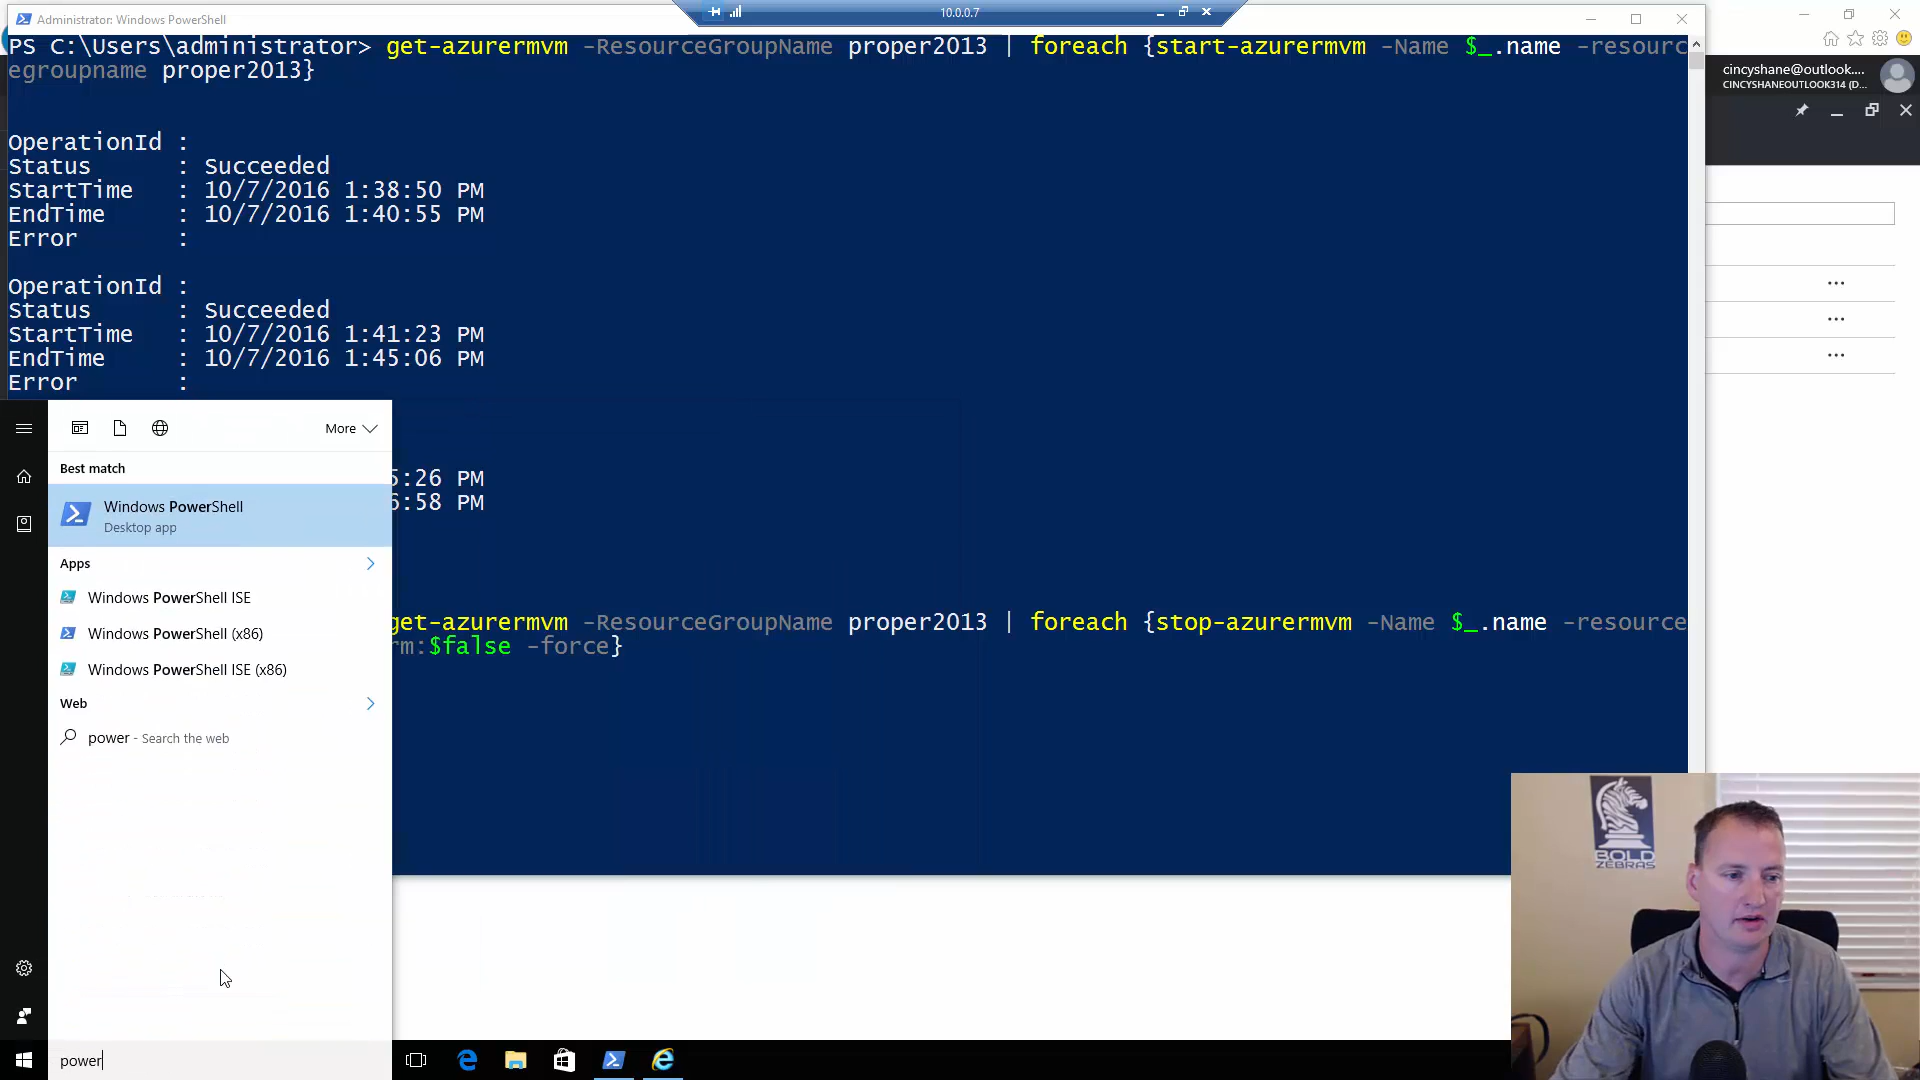 Administrator: Windows PowerShell
10.0.0.7
PS C:\Users\administrator> get-azurermvm -ResourceGroupName proper2013 | foreach {start-azurermvm -Name $_.name -resourc
egroupname proper2013}
cincyshane@outlook....
CINCYSHANEOUTLOOK314 (D...
OperationId :
Status : Succeeded
StartTime : 10/7/2016 1:38:50 PM
EndTime : 10/7/2016 1:40:55 PM
Error :
OperationId :
Status : Succeeded
StartTime : 10/7/2016 1:41:23 PM
EndTime : 10/7/2016 1:45:06 PM
Error :
More
Best match
Windows PowerShell
Desktop app
5:26 PM
6:58 PM
Apps
Windows PowerShell ISE
Windows PowerShell (x86)
Windows PowerShell ISE (x86)
get-azurermvm -ResourceGroupName proper2013 | foreach {stop-azurermvm -Name $_.name -resource
rm:$false -force}
Web
power - Search the web
BOLD
ZEBRAS
power